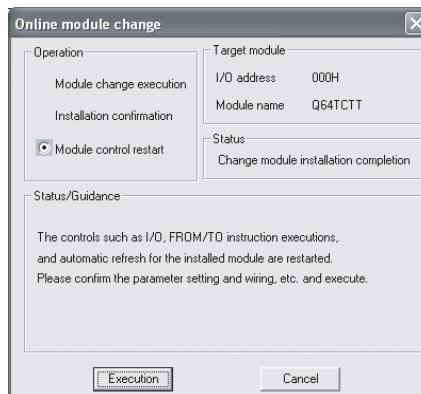 Online module change
Operation
Module change execution
Installation confirmation
Module control restart
Target module
I/O address 000H
Module name Q64TCTT
Status
Change module installation completion
Status/Guidance
The controls such as I/O, FROM/TO instruction executions,
and automatic refresh for the installed module are restarted.
Please confirm the parameter setting and wiring, etc. and execute.
Execution Cancel